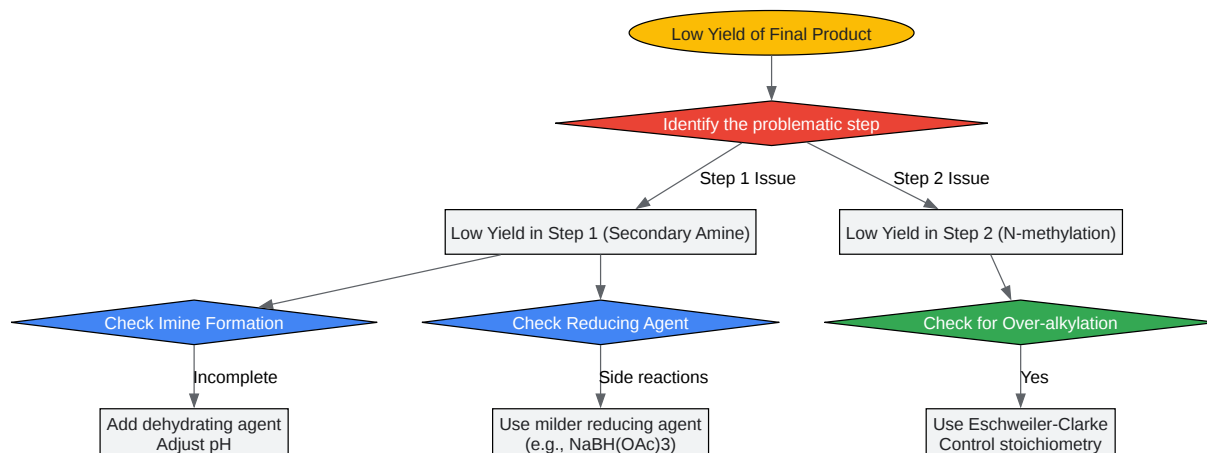 Low Yield of Final Product
Identify the problematic step
Step 1 Issue
Step 2 Issue
Low Yield in Step 1 (Secondary Amine)
Low Yield in Step 2 (N-methylation)
Check Imine Formation
Check Reducing Agent
Check for Over-alkylation
Incomplete
Side reactions
Yes
Add dehydrating agent
Adjust pH
Use milder reducing agent
(e.g., NaBH(OAc)3)
Use Eschweiler-Clarke
Control stoichiometry